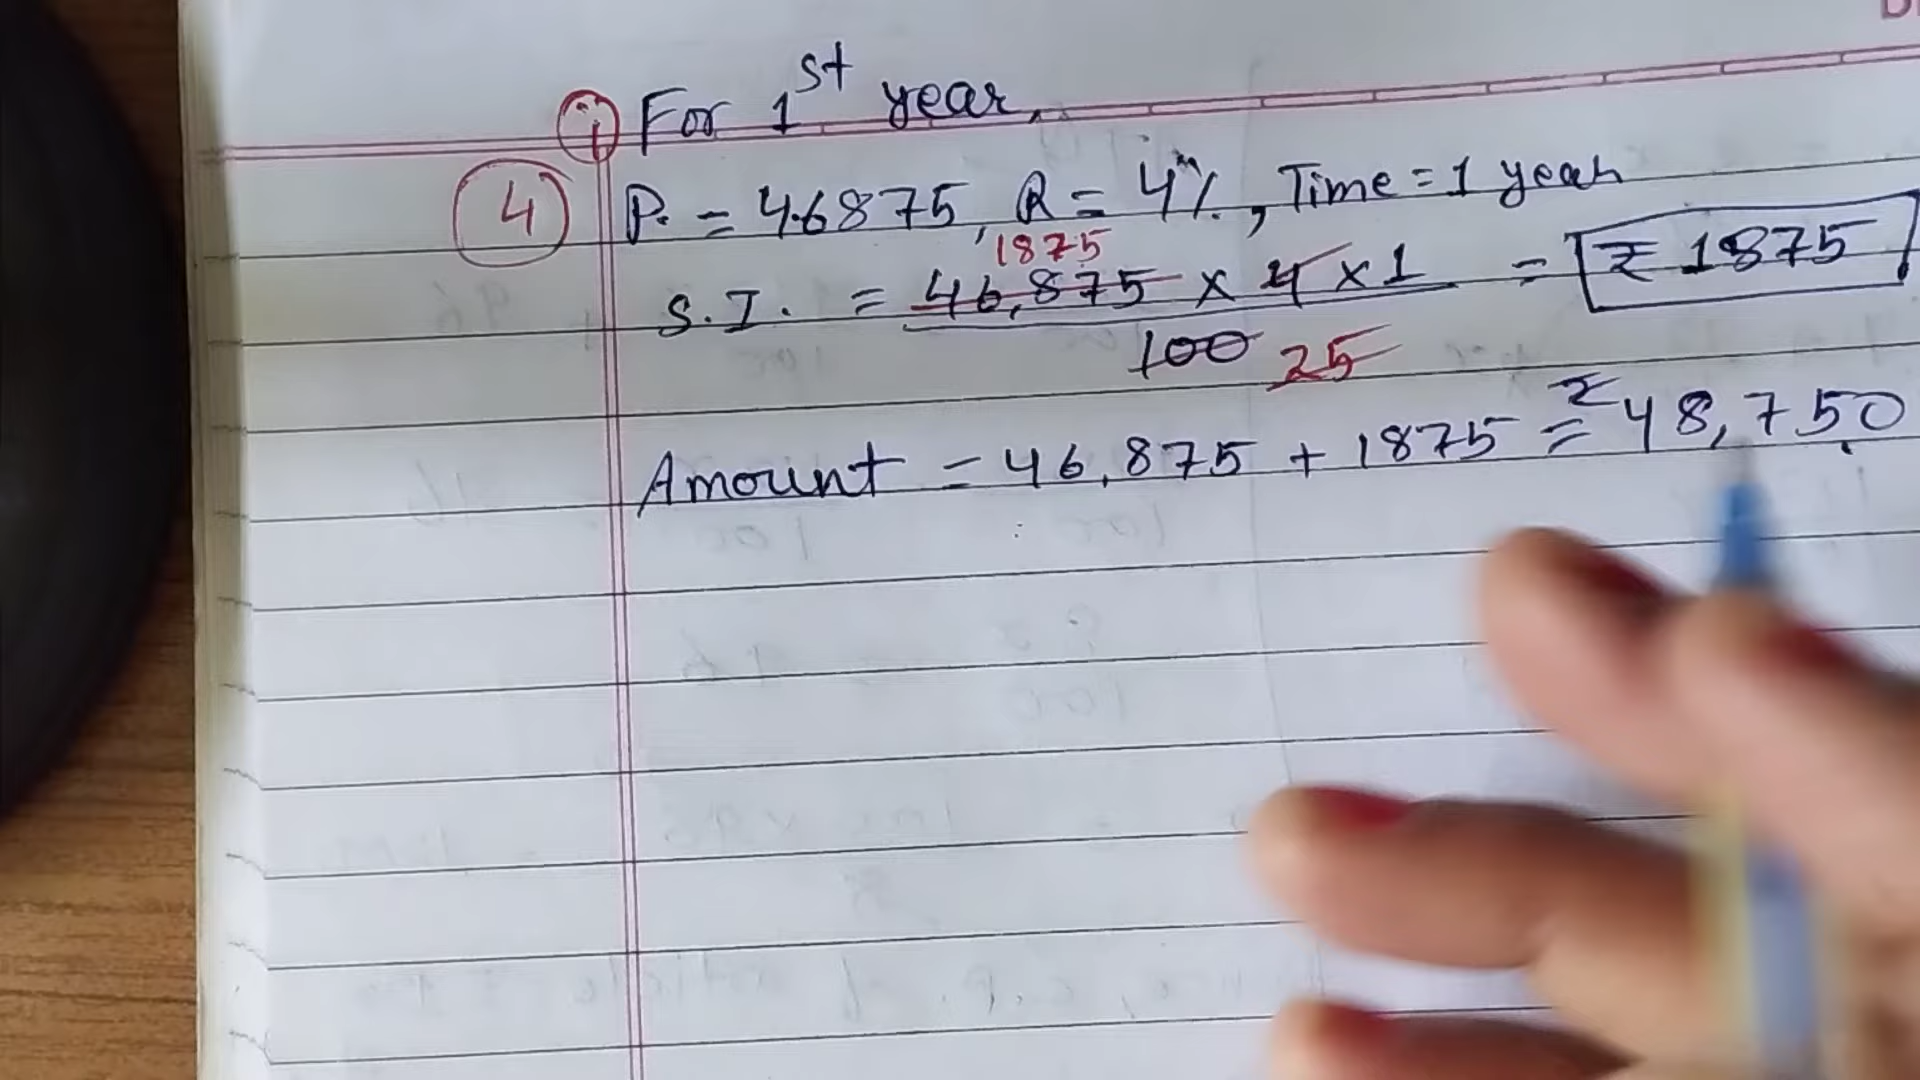 i For 1st year,
4 P. = 46875, R = 4%, Time = 1 year
1875
S.I. = 46,875 x 4 x 1 = ₹ 1875
100 25
Amount = 46,875 + 1875 = ₹ 48,750